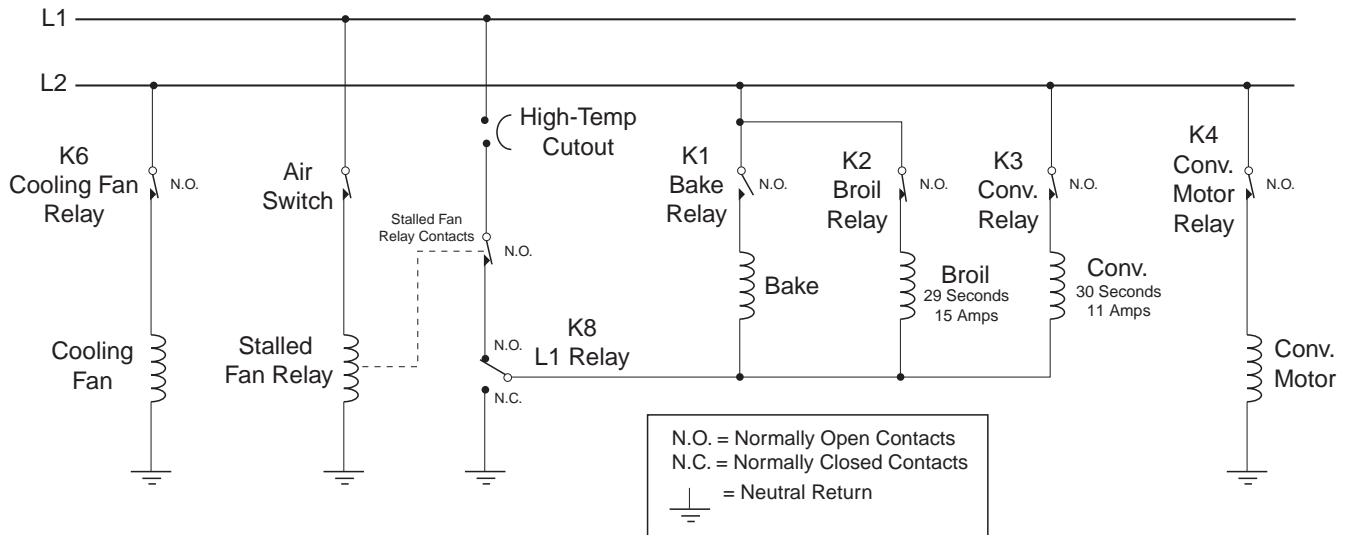 L1
L2
High-Temp
Cutout
K6
Cooling Fan
Relay
N.O.
Air
Switch
Stalled Fan
Relay Contacts
N.O.
K1
Bake
Relay
N.O.
K2
Broil
Relay
N.O.
K3
Conv.
Relay
N.O.
K4
Conv.
Motor
Relay
N.O.
Bake
Broil
29 Seconds
15 Amps
Conv.
30 Seconds
11 Amps
Cooling
Fan
Stalled
Fan Relay
N.O.
K8
L1 Relay
N.C.
Conv.
Motor
N.O. = Normally Open Contacts
N.C. = Normally Closed Contacts
= Neutral Return